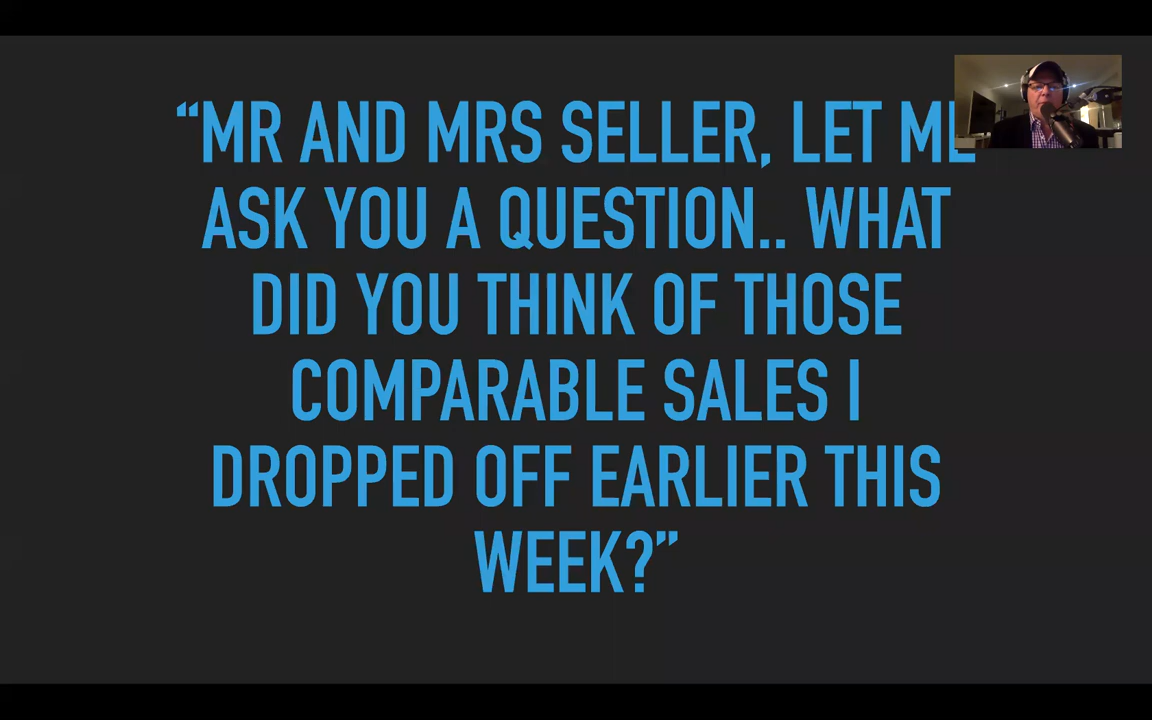 “MR AND MRS SELLER, LET ME
ASK YOU A QUESTION.. WHAT
DID YOU THINK OF THOSE
COMPARABLE SALES I
DROPPED OFF EARLIER THIS
WEEK?”